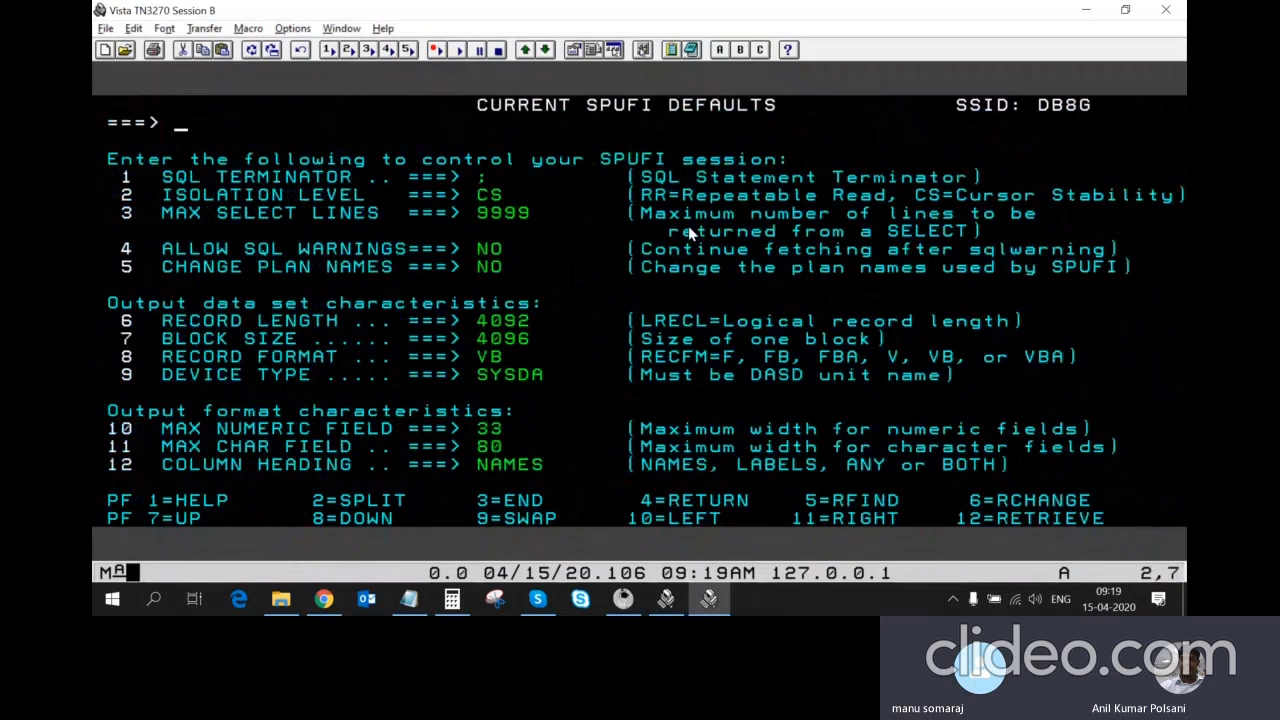 Vista TN3270 Session B
File Edit Font Transfer Macro Options Window Help
1 2 3 4 5 A B C ?
CURRENT SPUFI DEFAULTS SSID: DB8G
===> _
Enter the following to control your SPUFI session:
1 SQL TERMINATOR .. ===> ; (SQL Statement Terminator)
2 ISOLATION LEVEL ===> CS (RR=Repeatable Read, CS=Cursor Stability)
3 MAX SELECT LINES ===> 9999 (Maximum number of lines to be
returned from a SELECT)
4 ALLOW SQL WARNINGS===> NO (Continue fetching after sqlwarning)
5 CHANGE PLAN NAMES ===> NO (Change the plan names used by SPUFI)
Output data set characteristics:
6 RECORD LENGTH ... ===> 4092 (LRECL=Logical record length)
7 BLOCK SIZE ...... ===> 4096 (Size of one block)
8 RECORD FORMAT ... ===> VB (RECFM=F, FB, FBA, V, VB, or VBA)
9 DEVICE TYPE ..... ===> SYSDA (Must be DASD unit name)
Output format characteristics:
10 MAX NUMERIC FIELD ===> 33 (Maximum width for numeric fields)
11 MAX CHAR FIELD .. ===> 80 (Maximum width for character fields)
12 COLUMN HEADING .. ===> NAMES (NAMES, LABELS, ANY or BOTH)
PF 1=HELP 2=SPLIT 3=END 4=RETURN 5=RFIND 6=RCHANGE
PF 7=UP 8=DOWN 9=SWAP 10=LEFT 11=RIGHT 12=RETRIEVE
MA 0.0 04/15/20.106 09:19AM 127.0.0.1 A 2,7
ENG 09:19
15-04-2020
clideo.com
manu somaraj Anil Kumar Polsani